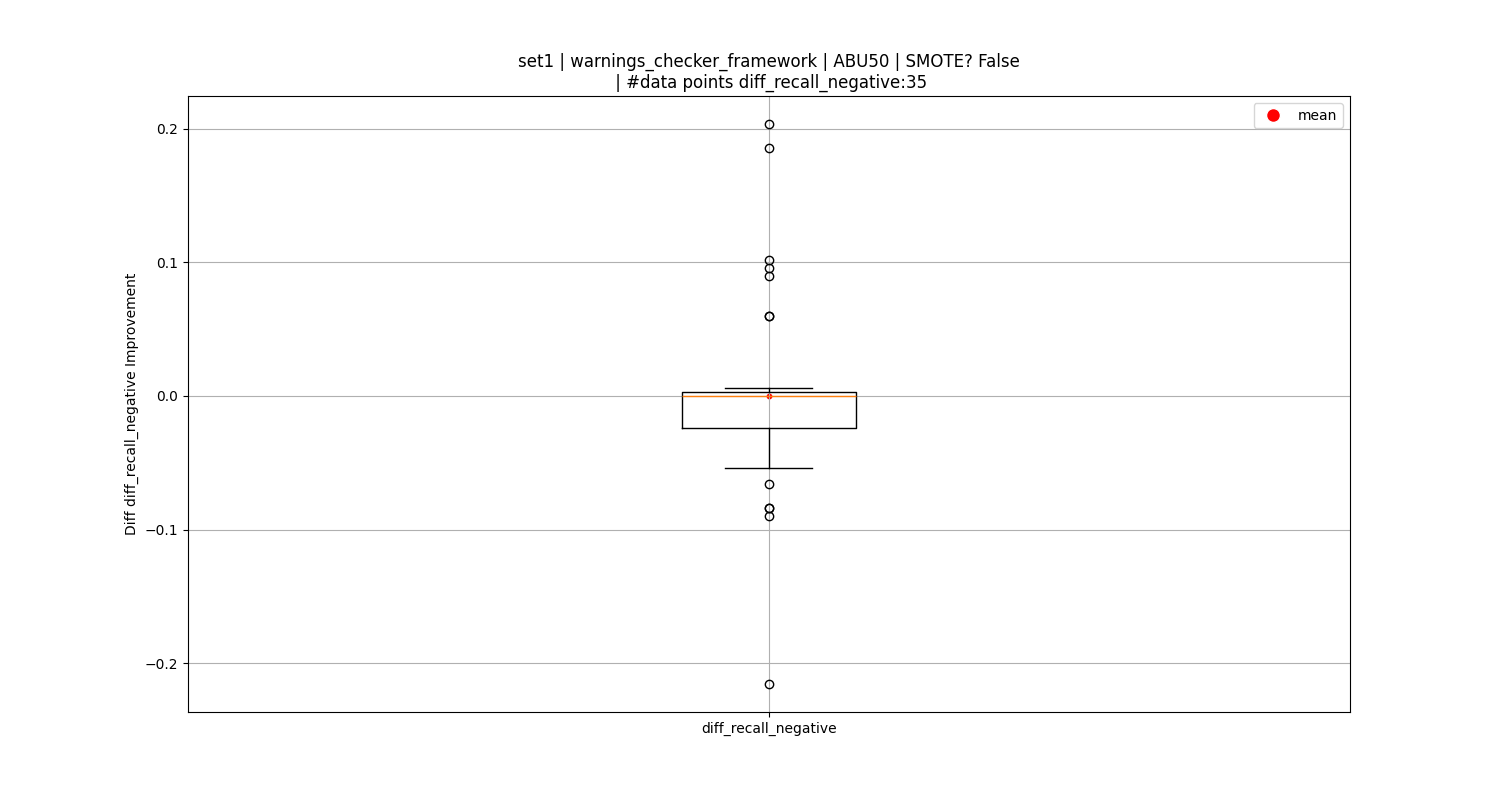 set1 | warnings_checker_framework | ABU50 | SMOTE? False
| #data points diff_recall_negative:35
mean
0.2
0.1
0.0
−0.1
−0.2
Diff diff_recall_negative Improvement
diff_recall_negative